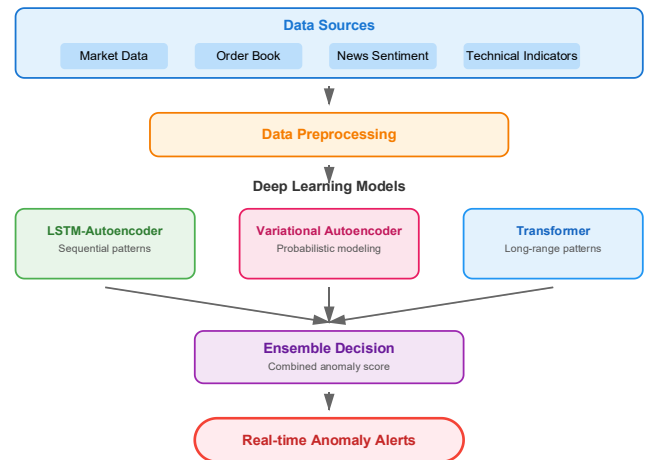 Data Sources
Market Data Order Book News Sentiment Technical Indicators
Data Preprocessing
Deep Learning Models
LSTM-Autoencoder Variational Autoencoder Transformer
Sequential patterns Probabilistic modeling Long-range patterns
Ensemble Decision
Combined anomaly score
Real-time Anomaly Alerts